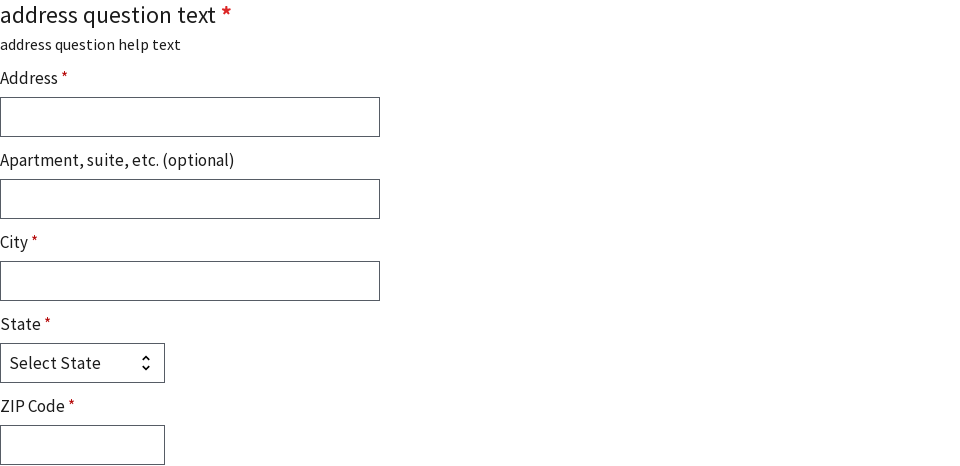 address question text *
address question help text
Address *
Apartment, suite, etc. (optional)
City *
State *
Select State
ZIP Code *